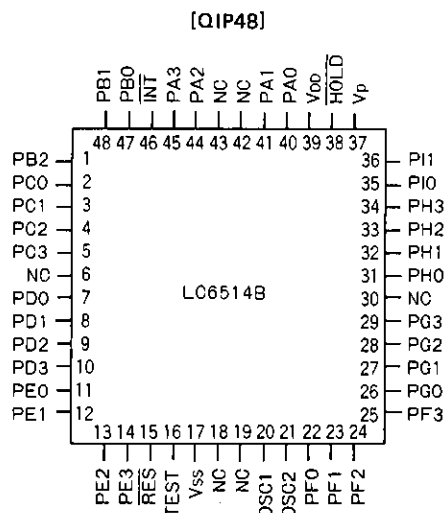 [QIP48]
PB1 PB0 INT PA3 PA2 NC NC PA1 PA0 VDD HOLD Vp
48 47 46 45 44 43 42 41 40 39 38 37
PB2 1 36 PI1
PC0 2 35 PI0
PC1 3 34 PH3
PC2 4 33 PH2
PC3 5 32 PH1
NC 6 31 PH0
PD0 7 LC6514B 30 NC
PD1 8 29 PG3
PD2 9 28 PG2
PD3 10 27 PG1
PE0 11 26 PG0
PE1 12 25 PF3
13 14 15 16 17 18 19 20 21 22 23 24
PE2 PE3 RES TEST Vss NC NC OSC1 OSC2 PF0 PF1 PF2